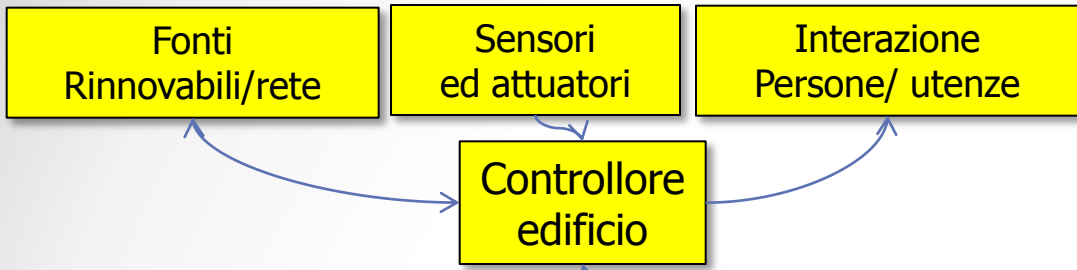 Fonti
Rinnovabili/rete
Sensori
ed attuatori
Interazione
Persone/ utenze
Controllore
edificio